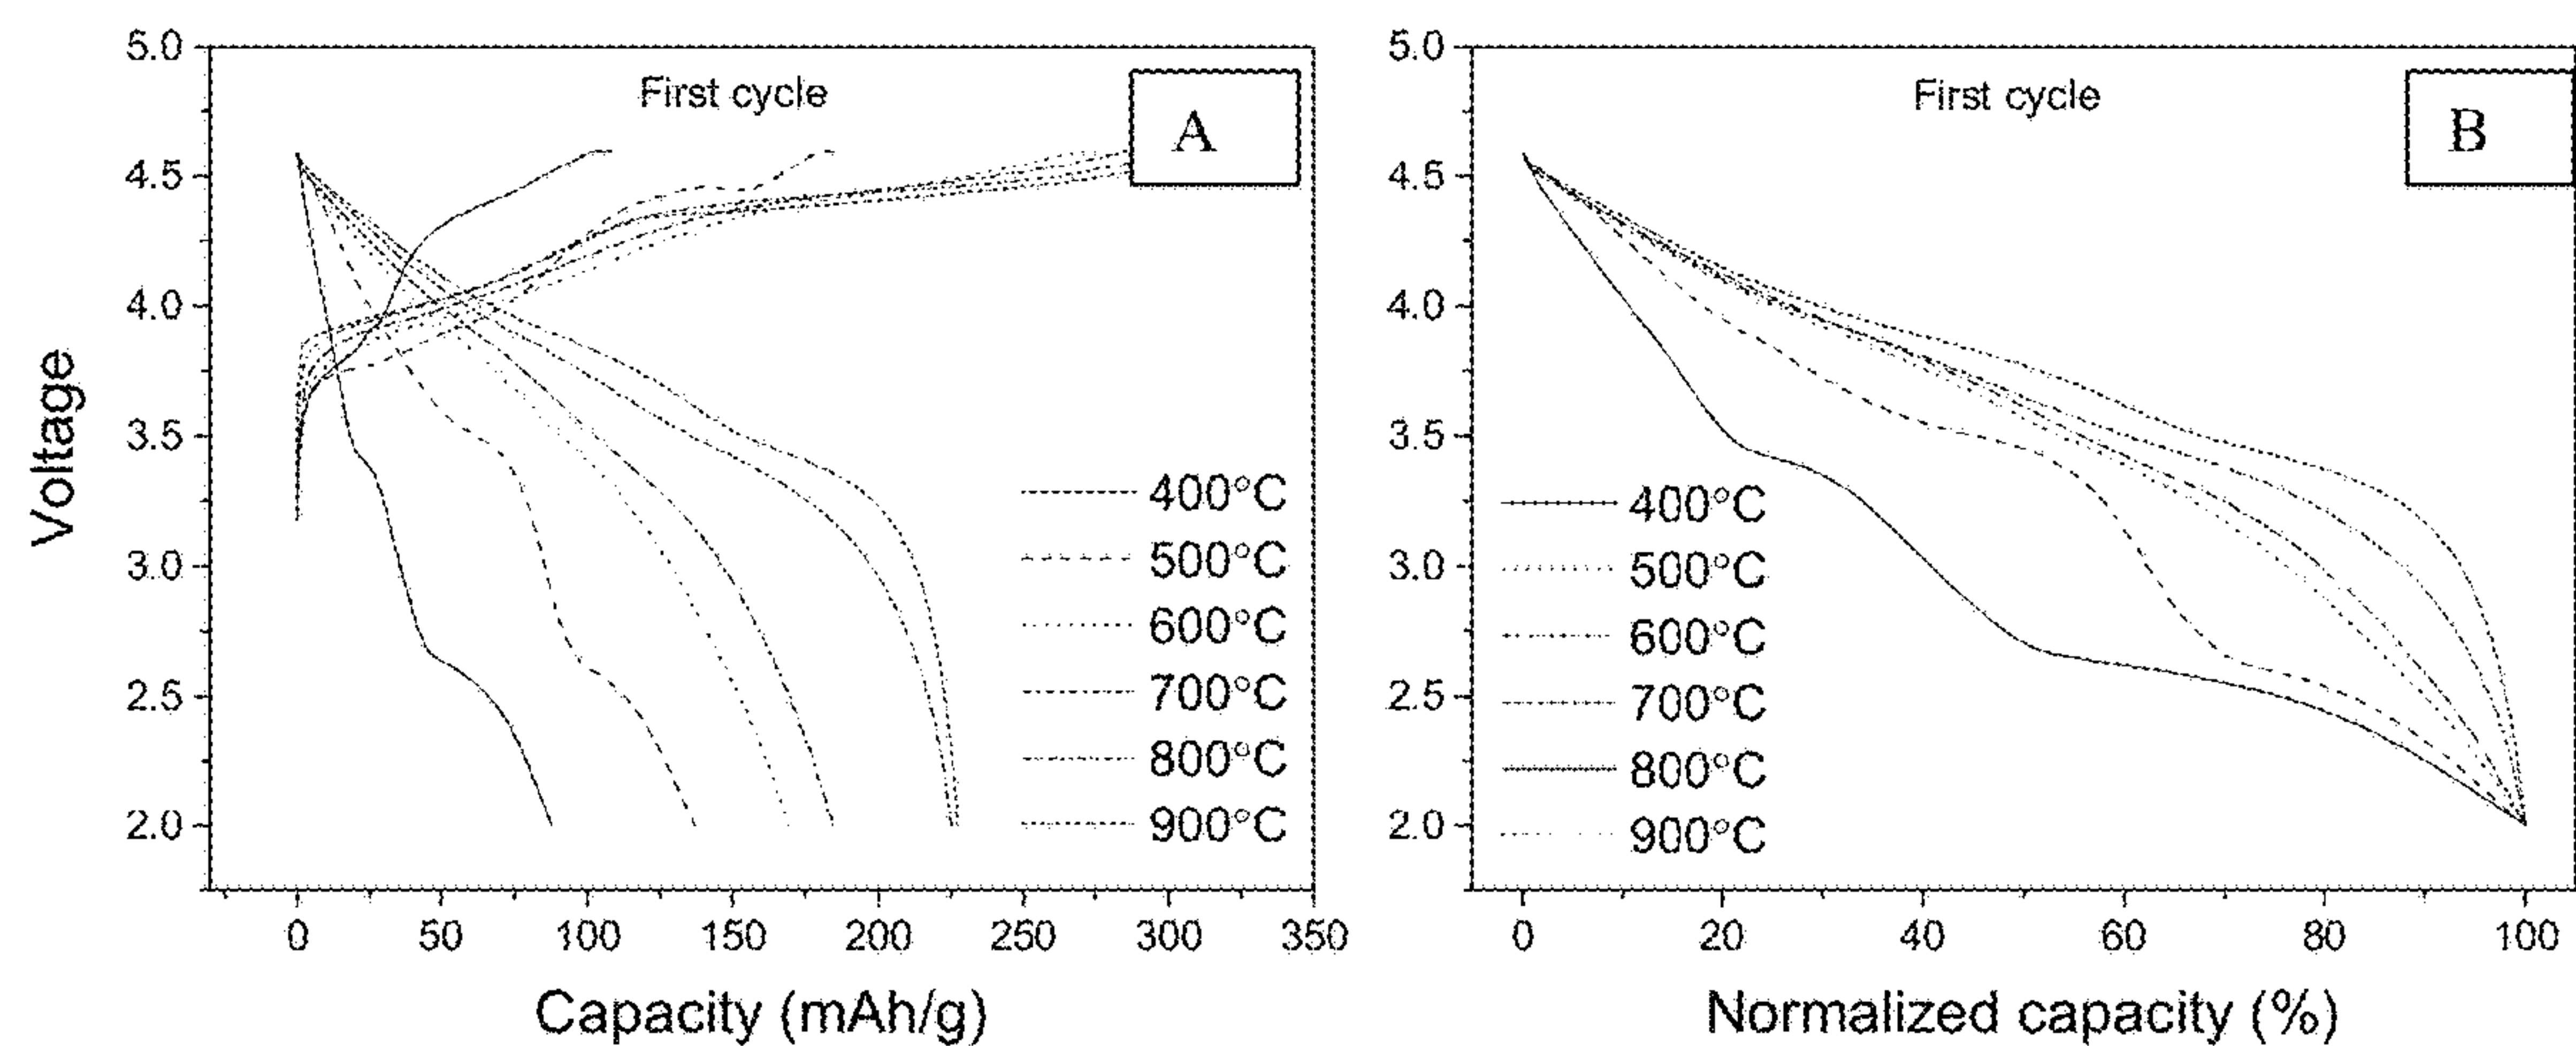 First cycle
A
5.0
4.5
4.0
3.5
3.0
2.5
2.0
Voltage
400°C
500°C
600°C
700°C
800°C
900°C
0 50 100 150 200 250 300 350
Capacity (mAh/g)
First cycle
B
5.0
4.5
4.0
3.5
3.0
2.5
2.0
400°C
500°C
600°C
700°C
800°C
900°C
0 20 40 60 80 100
Normalized capacity (%)